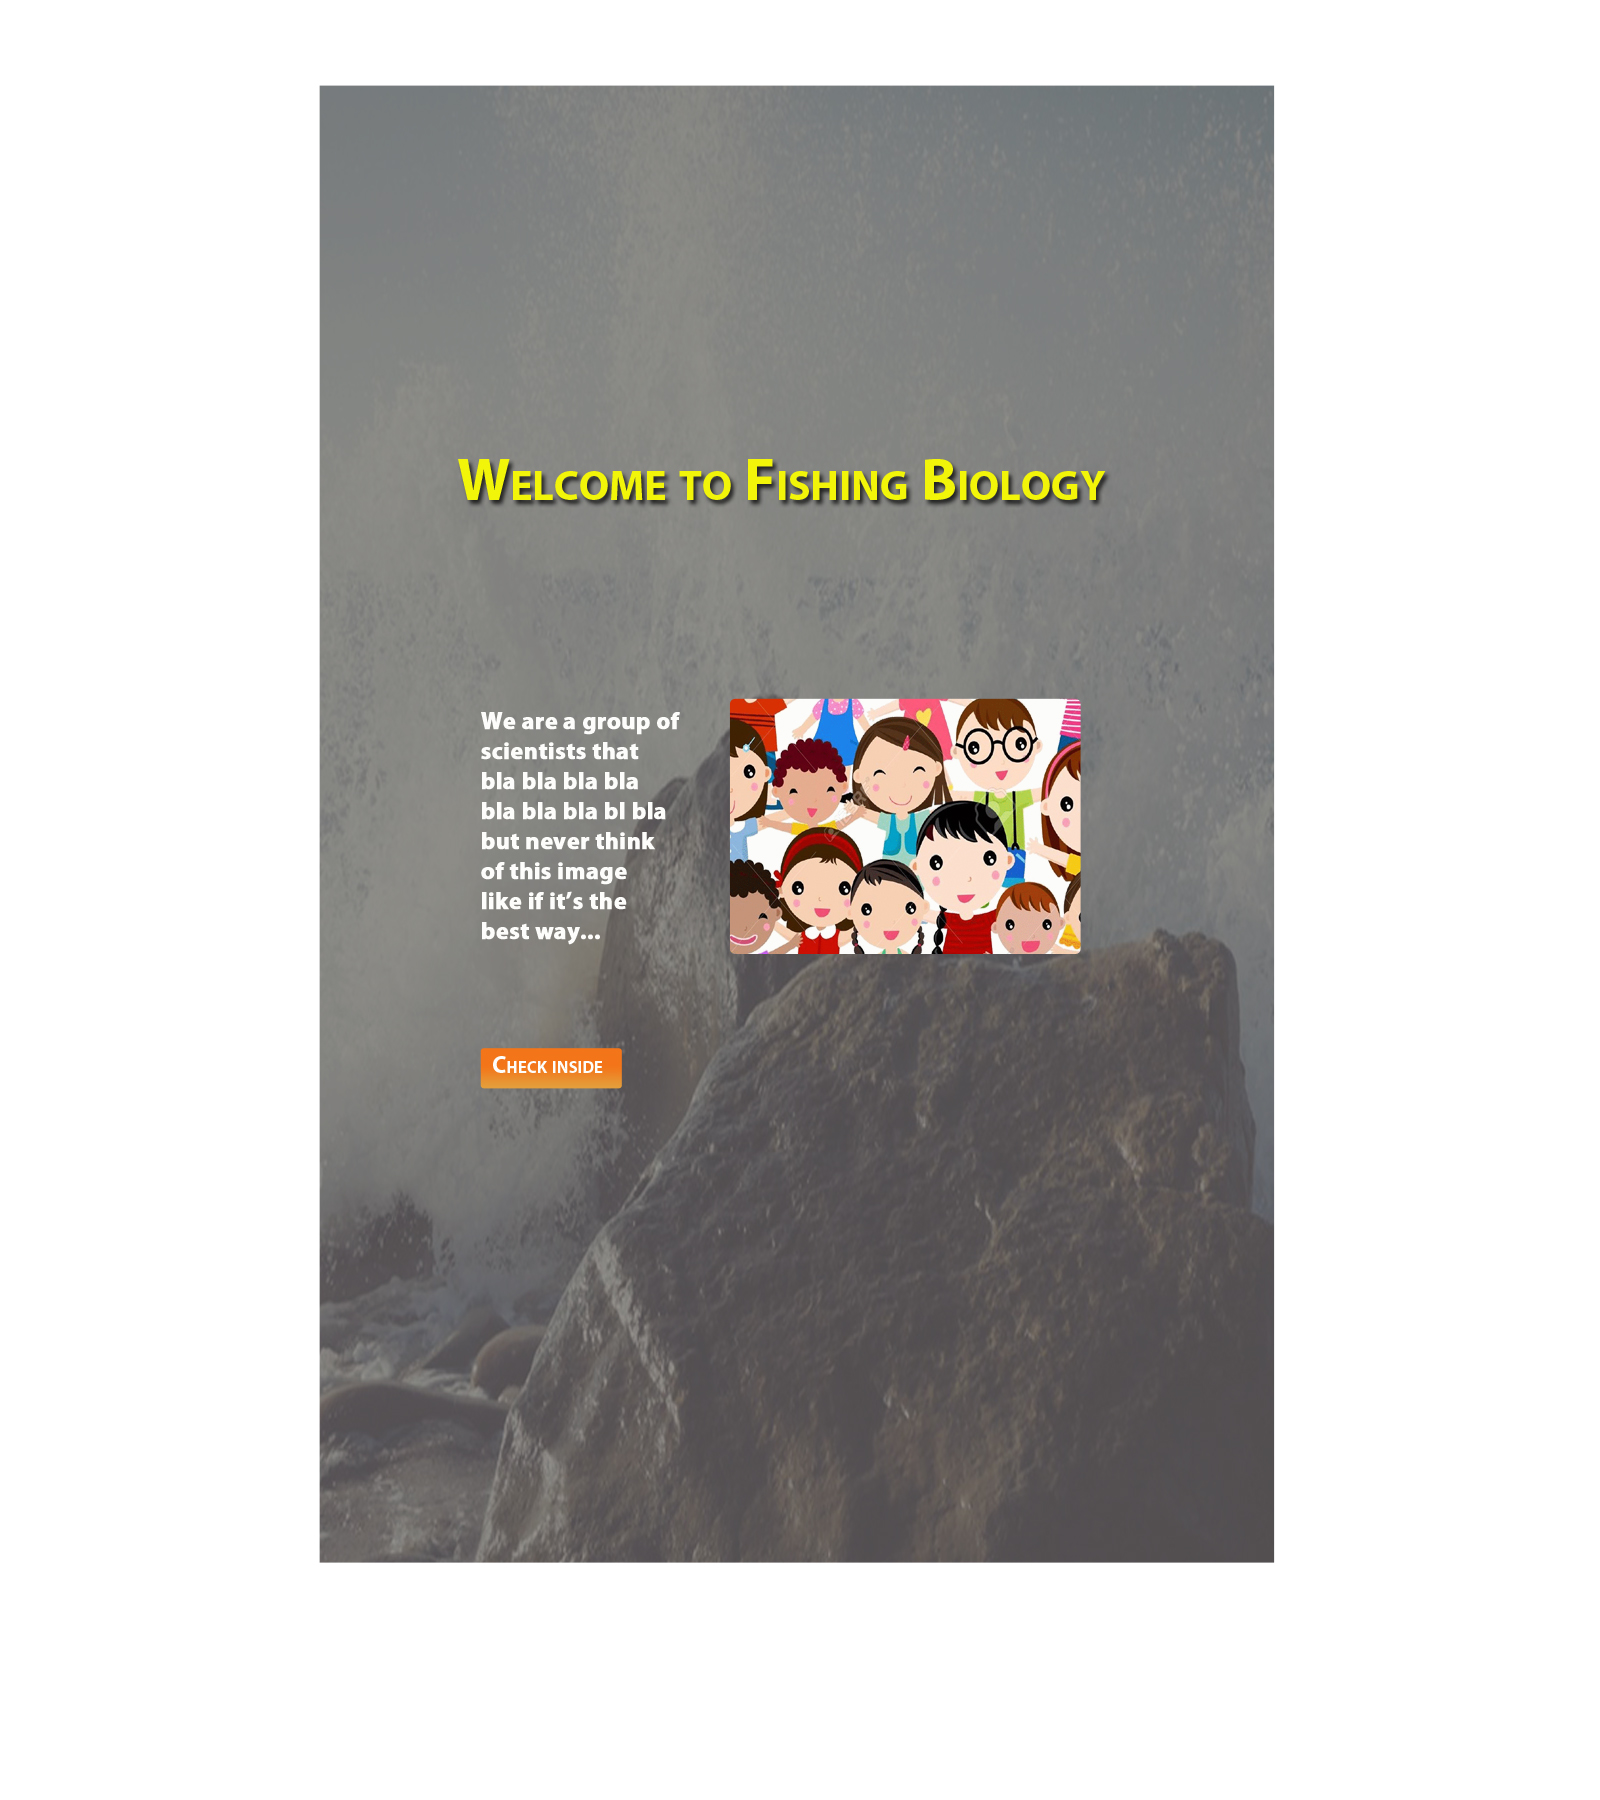 Welcome to Fishing Biology
We are a group of
scientists that
bla bla bla bla
bla bla bla bl bla
but never think
of this image
like if it’s the
best way...
Check inside